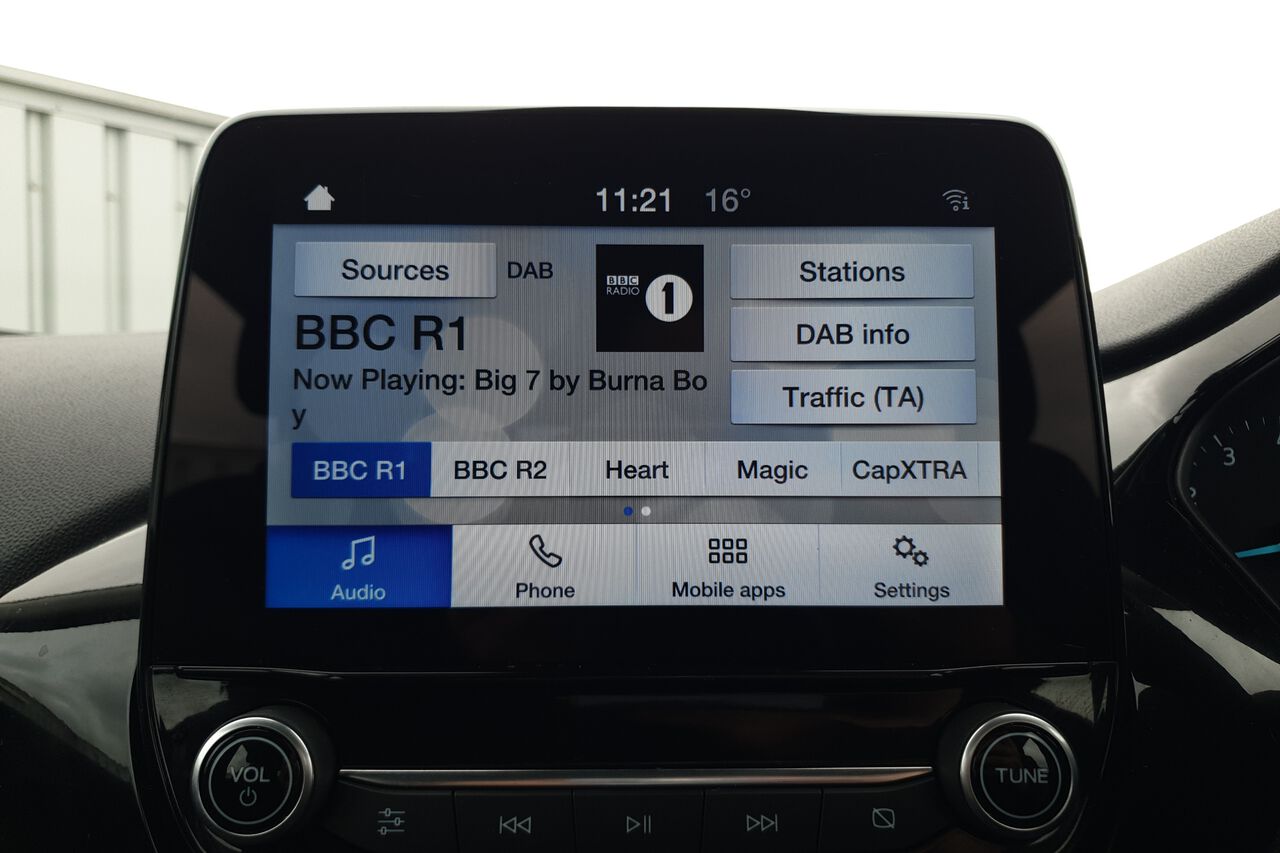 11:21 16°
Sources DAB
BBC
RADIO
1
Stations
BBC R1
DAB info
Now Playing: Big 7 by Burna Bo
y
Traffic (TA)
BBC R1 BBC R2 Heart Magic CapXTRA
Audio Phone Mobile apps Settings
VOL
TUNE
3